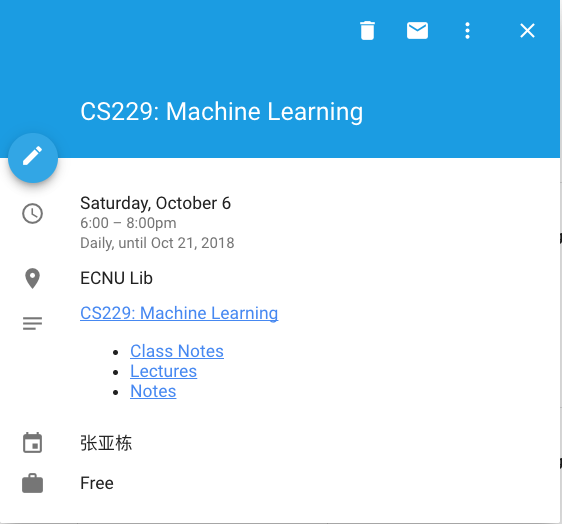 CS229: Machine Learning
Saturday, October 6
6:00 – 8:00pm
Daily, until Oct 21, 2018
ECNU Lib
CS229: Machine Learning
Class Notes
Lectures
Notes
张亚栋
Free